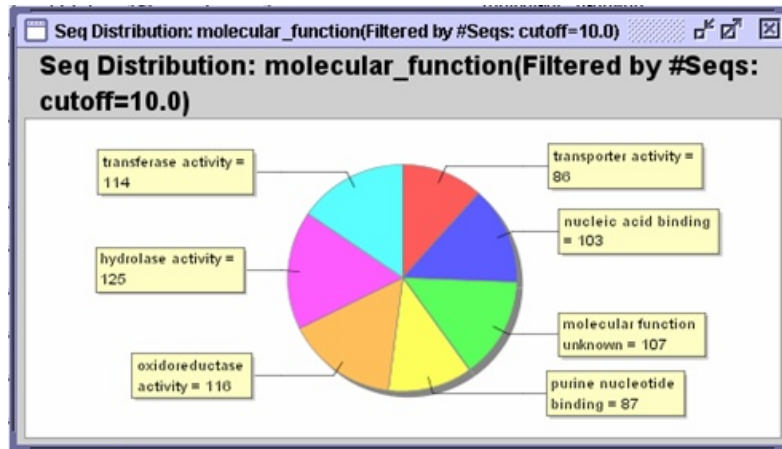 Seq Distribution: molecular_function(Filtered by #Seqs: cutoff=10.0)
Seq Distribution: molecular_function(Filtered by #Seqs:
cutoff=10.0)
transferase activity =
114
transporter activity =
86
nucleic acid binding
= 103
hydrolase activity =
125
molecular function
unknown = 107
oxidoreductase
activity = 116
purine nucleotide
binding = 87